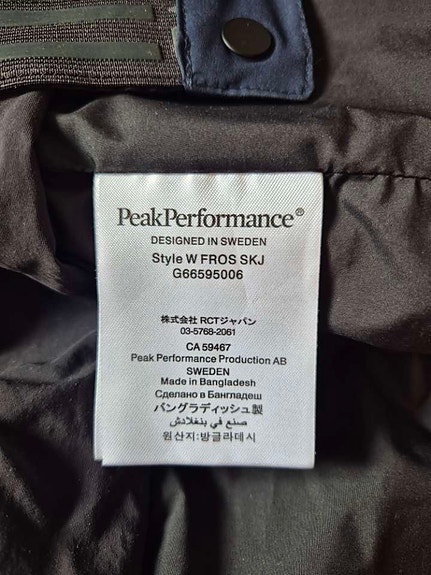 PeakPerformance®
DESIGNED IN SWEDEN
Style W FROS SKJ
G66595006
株式会社 RCTジャパン
03-5768-2061
CA 59467
Peak Performance Production AB
SWEDEN
Made in Bangladesh
Сделано в Бангладеш
バングラディッシュ製
صنع في بنغلادش
원산지:방글라데시